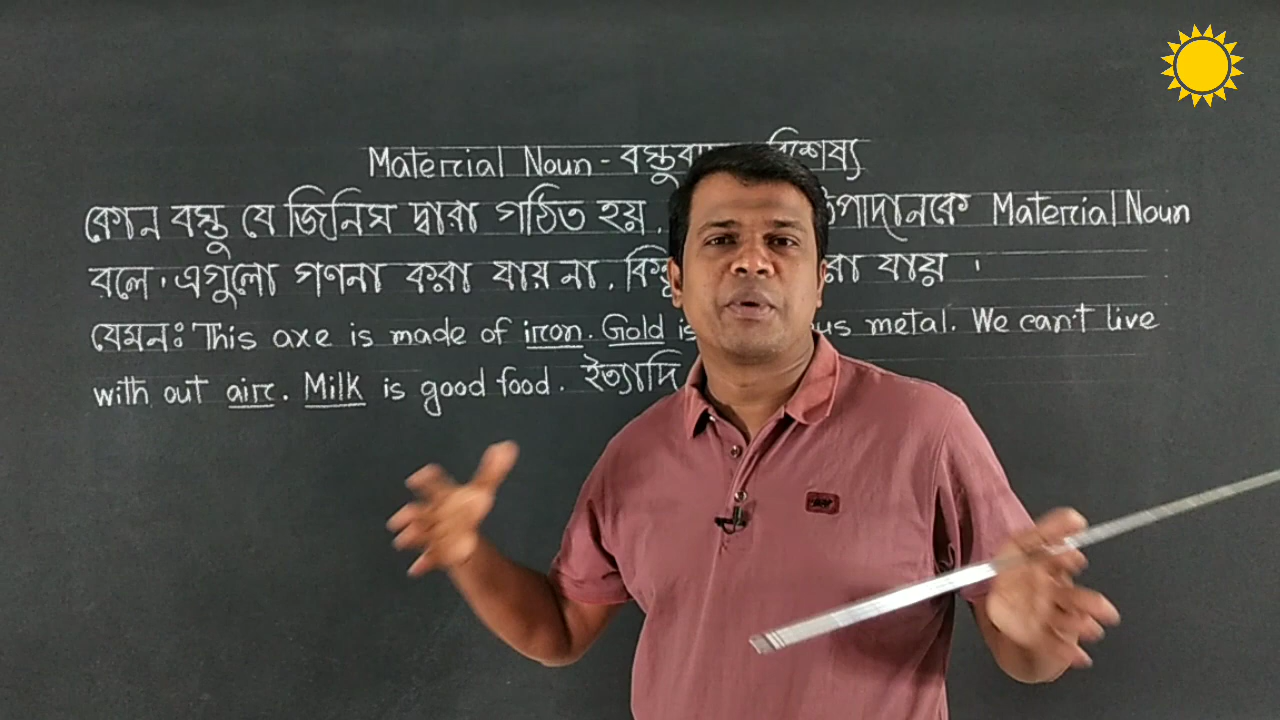 Material Noun - বস্তুবা শেষ্য
কোন বস্তু যে জিনিস দ্বারা গঠিত হয়, উপাদানকে Material Noun
বলে। এগুলো গণনা করা যায় না, যায়।
যেমনঃ This axe is made of iron. Gold is metal. We can't live
with out air. Milk is good food. ইত্যাদি